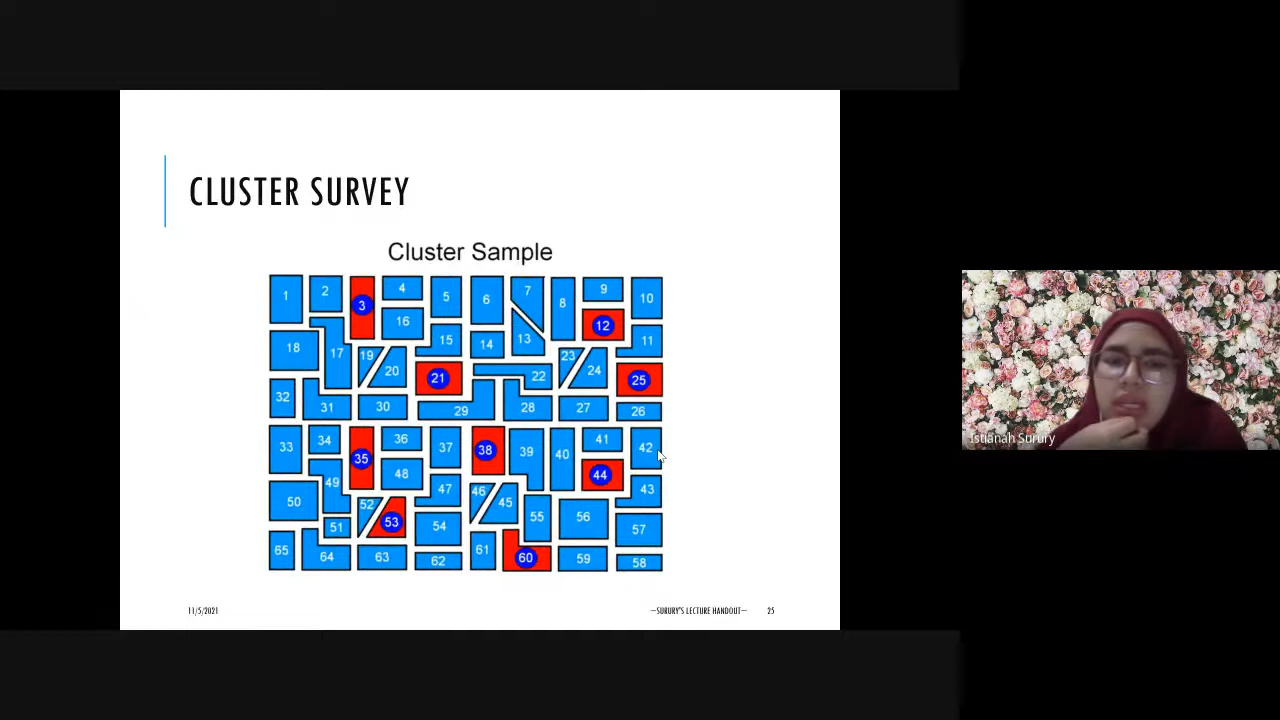 CLUSTER SURVEY
Cluster Sample
1 2 3 4 5 6 7 8 9 10
18 17 16 15 14 13 12 11
19 20 21 22 23 24 25
32 31 30 29 28 27 26
33 34 35 36 37 38 39 40 41 42
50 49 48 47 46 45 44 43
51 52 53 54 55 56 57
65 64 63 62 61 60 59 58
11/5/2021 —SURURY'S LECTURE HANDOUT— 25
Istianah Surury